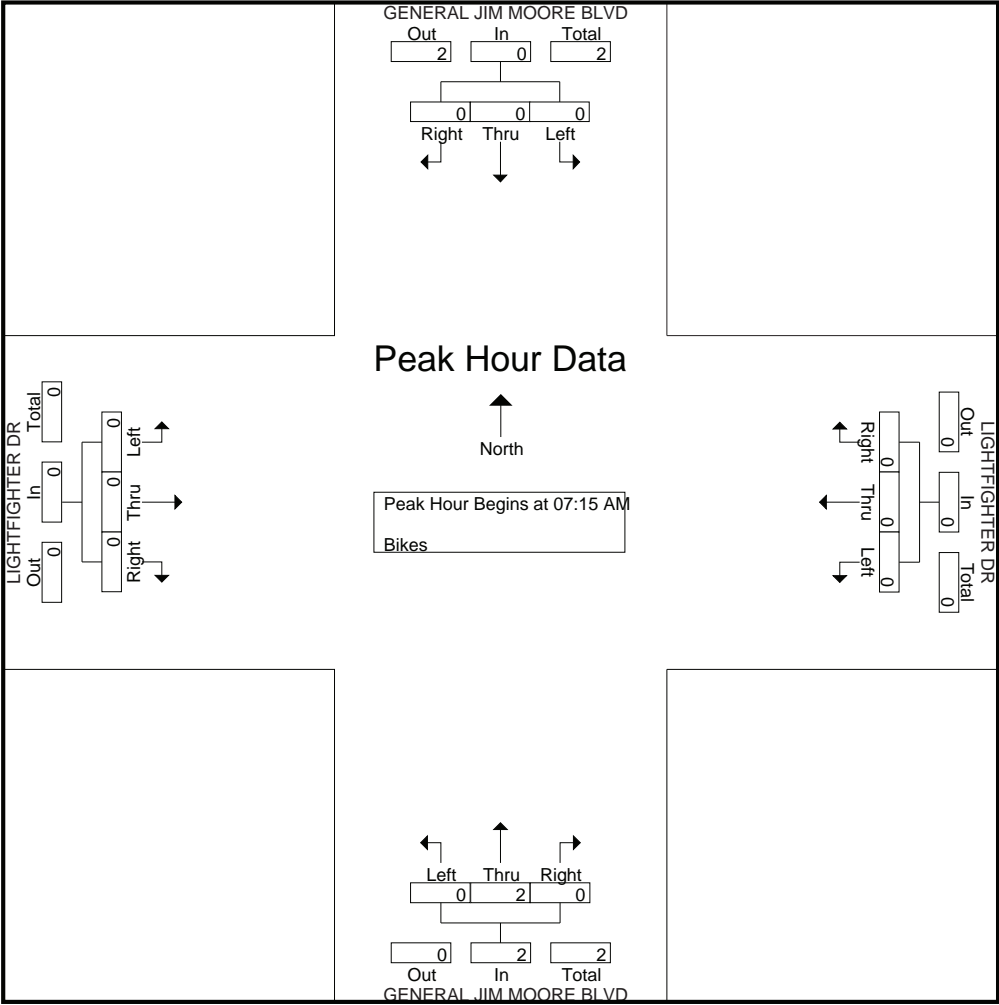 GENERAL JIM MOORE BLVD
Out In Total
2 0 2
0 0 0
Right Thru Left
Peak Hour Data
North
Peak Hour Begins at 07:15 AM
Bikes
LIGHTFIGHTER DR
Total In Out
0 0 0
0 0 0
Left Thru Right
LIGHTFIGHTER DR
Out In Total
0 0 0
0 0 0
Right Thru Left
Left Thru Right
0 2 0
0 2 2
Out In Total
GENERAL JIM MOORE BLVD